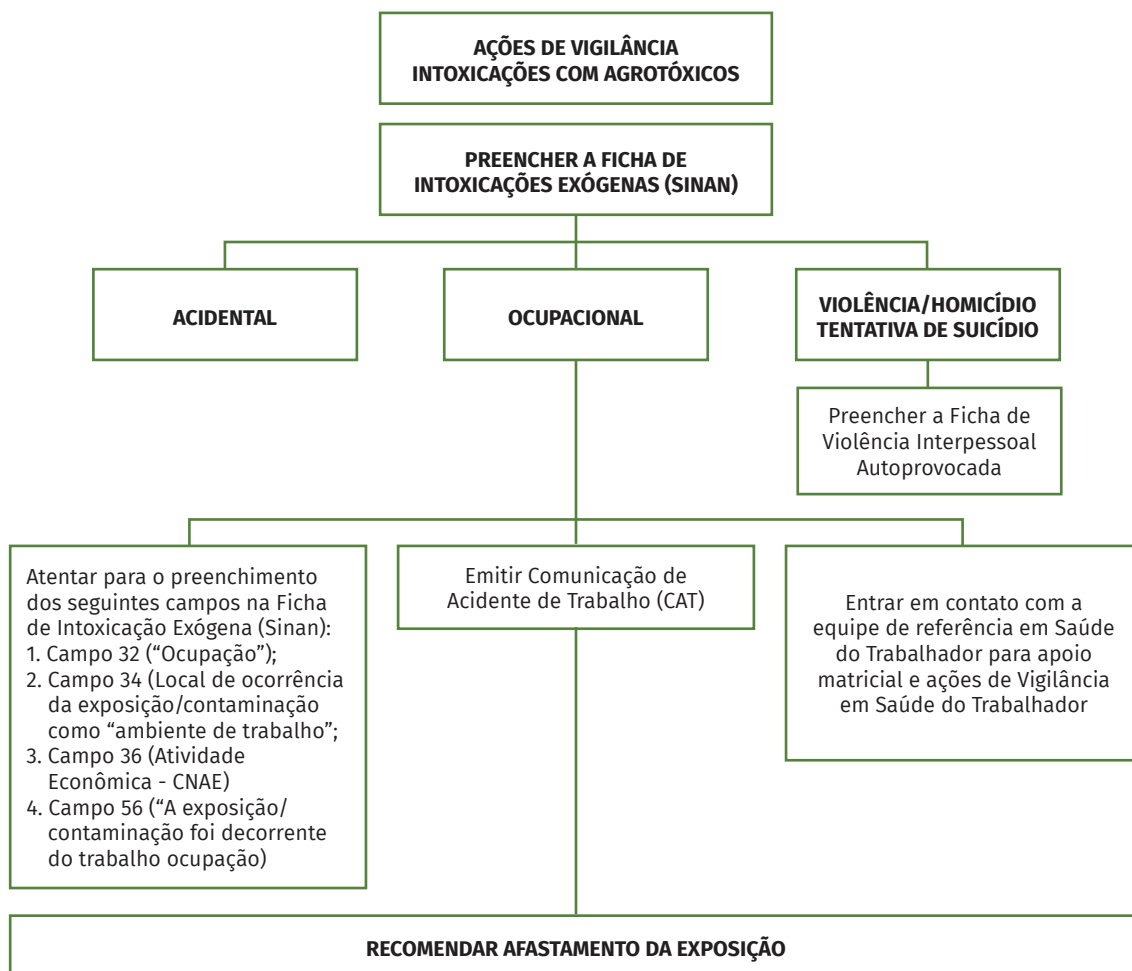 AÇÕES DE VIGILÂNCIA
INTOXICAÇÕES COM AGROTÓXICOS
PREENCHER A FICHA DE
INTOXICAÇÕES EXÓGENAS (SINAN)
ACIDENTAL
OCUPACIONAL
VIOLÊNCIA/HOMICÍDIO
TENTATIVA DE SUICÍDIO
Preencher a Ficha de
Violência Interpessoal
Autoprovocada
Atentar para o preenchimento
dos seguintes campos na Ficha
de Intoxicação Exógena (Sinan):
1. Campo 32 (“Ocupação”);
2. Campo 34 (Local de ocorrência
da exposição/contaminação
como “ambiente de trabalho”;
3. Campo 36 (Atividade
Econômica - CNAE)
4. Campo 56 (“A exposição/
contaminação foi decorrente
do trabalho ocupação)
Emitir Comunicação de
Acidente de Trabalho (CAT)
Entrar em contato com a
equipe de referência em Saúde
do Trabalhador para apoio
matricial e ações de Vigilância
em Saúde do Trabalhador
RECOMENDAR AFASTAMENTO DA EXPOSIÇÃO